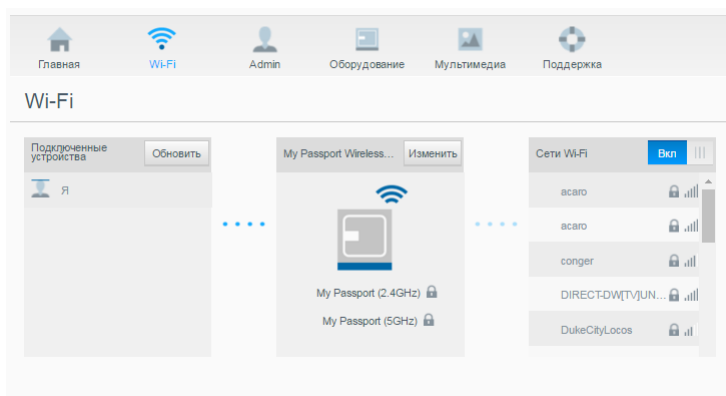 Главная
Wi-Fi
Admin
Оборудование
Мультимедиа
Поддержка
Wi-Fi
Подключенные
устройства
Обновить
Я
My Passport Wireless...
Изменить
My Passport (2.4GHz)
My Passport (5GHz)
Сети Wi-Fi
Вкл
acaro
acaro
conger
DIRECT-DW[TV]UN...
DukeCityLocos